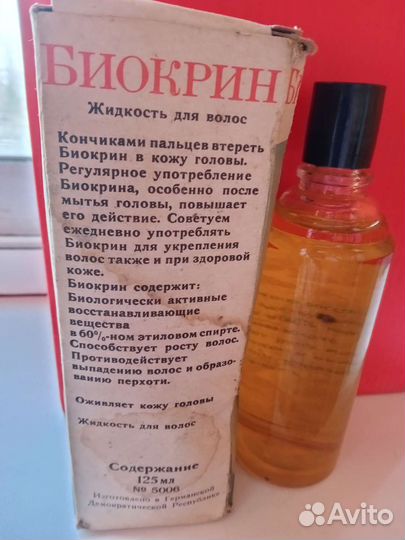 БИОКРИН
Жидкость для волос
Кончиками пальцев втереть
Биокрин в кожу головы.
Регулярное употребление
Биокрина, особенно после
мытья головы, повышает
его действие. Советуем
ежедневно употреблять
Биокрин для укрепления
волос также и при здоровой
коже.
Биокрин содержит:
Биологически активные
восстанавливающие
вещества
в 60%-ном этиловом спирте.
Способствует росту волос.
Противодействует
выпадению волос и образо-
ванию перхоти.
Оживляет кожу головы
Жидкость для волос
Содержание
125 мл
№ 5006
Изготовлено в Германской
Демократической Республике
Avito